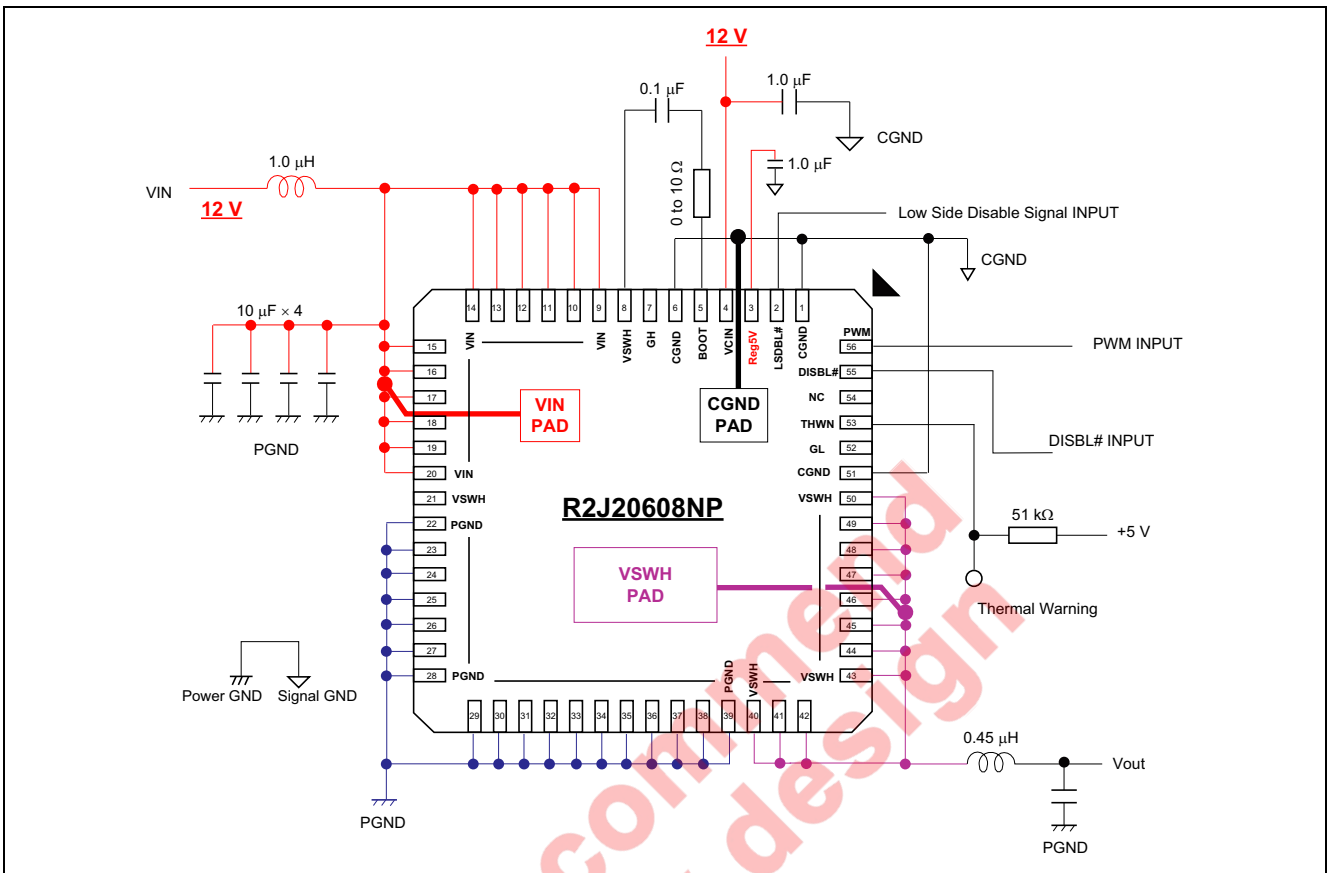 12 V
0.1 µF
1.0 µF
CGND
1.0 µH
1.0 µF
VIN
12 V
0 to 10 Ω
Low Side Disable Signal INPUT
CGND
14 13 12 11 10 9 8 7 6 5 4 3 2 1
VIN VIN VSWH GH CGND BOOT VCIN Reg5V LSDBL# CGND
10 µF × 4
PGND
15
16
17
18
19
20 VIN
21 VSWH
22 PGND
23
24
25
26
27
28 PGND
VIN
PAD
CGND
PAD
R2J20608NP
VSWH
PAD
PWM
56
PWM INPUT
DISBL# 55
NC 54
THWN 53
DISBL# INPUT
GL 52
CGND 51
VSWH 50
49
48
47
46
45
44
VSWH 43
51 kΩ
+5 V
Thermal Warning
Power GND
Signal GND
PGND VSWH
29 30 31 32 33 34 35 36 37 38 39 40 41 42
PGND
0.45 µH
Vout
PGND
commend
design